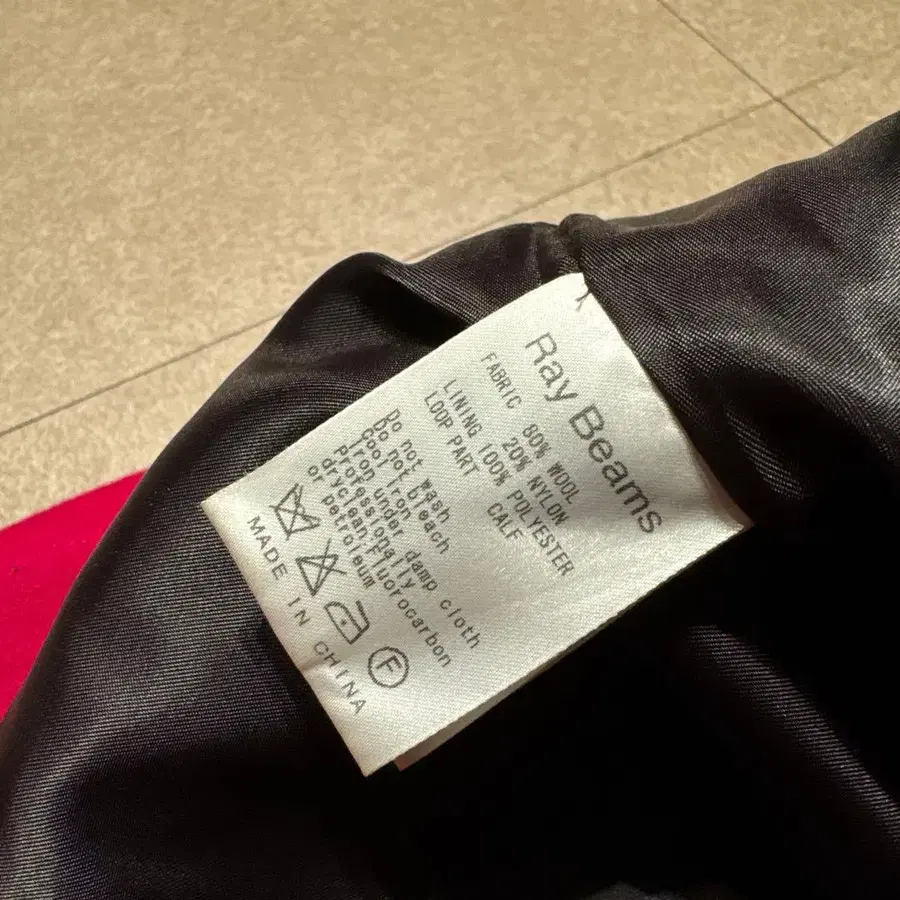 Ray Beams
FABRIC 80% WOOL
20% NYLON
LINING 100% POLYESTER
LOOP PART CALF
Do not wash
Do not bleach
Cool iron
Iron under damp cloth
Professionally
dryclean,Fluorocarbon
or petroleum
F
MADE IN CHINA